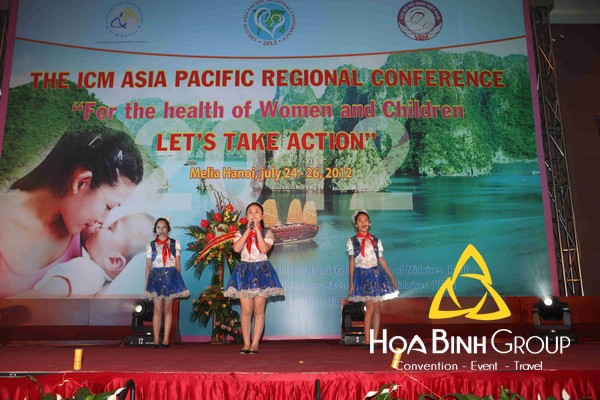 THE ICM ASIA PACIFIC REGIONAL CONFERENCE
"For the health of Women and Children
LET'S TAKE ACTION"
2012
Melia Hanoi, july 24 - 26, 2012
HOA BINH GROUP
Convention - Event - Travel